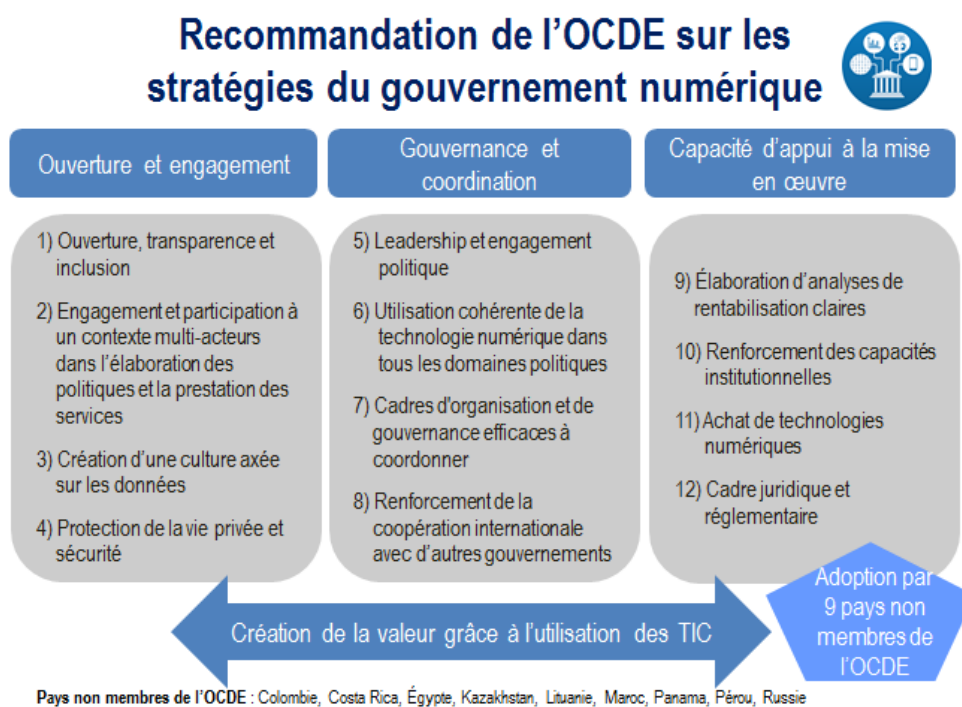 Recommandation de l'OCDE sur les
stratégies du gouvernement numérique
Ouverture et engagement
1) Ouverture, transparence et
inclusion
2) Engagement et participation à
un contexte multi-acteurs
dans l'élaboration des
politiques et la prestation des
services
3) Création d'une culture axée
sur les données
4) Protection de la vie privée et
sécurité
Gouvernance et
coordination
5) Leadership et engagement
politique
6) Utilisation cohérente de la
technologie numérique dans
tous les domaines politiques
7) Cadres d'organisation et de
gouvernance efficaces à
coordonner
8) Renforcement de la
coopération internationale
avec d'autres gouvernements
Capacité d'appui à la mise
en œuvre
9) Élaboration d'analyses de
rentabilisation claires
10) Renforcement des capacités
institutionnelles
11) Achat de technologies
numériques
12) Cadre juridique et
réglementaire
Création de la valeur grâce à l'utilisation des TIC
Adoption par
9 pays non
membres de
l'OCDE
Pays non membres de l'OCDE : Colombie, Costa Rica, Égypte, Kazakhstan, Lituanie, Maroc, Panama, Pérou, Russie